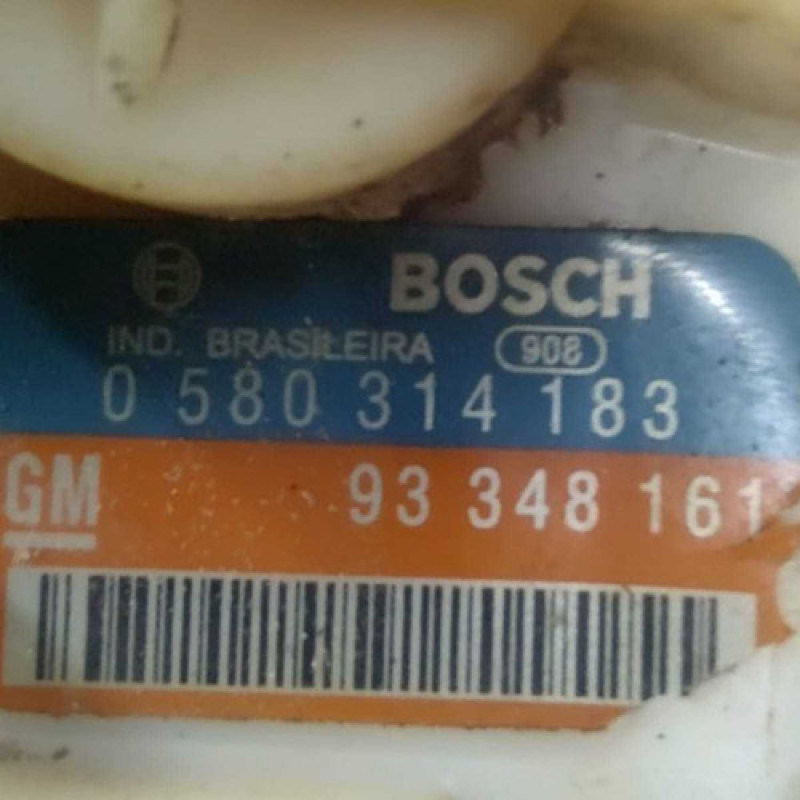 BOSCH
IND. BRASILEIRA 908
0 580 314 183
GM 93 348 161